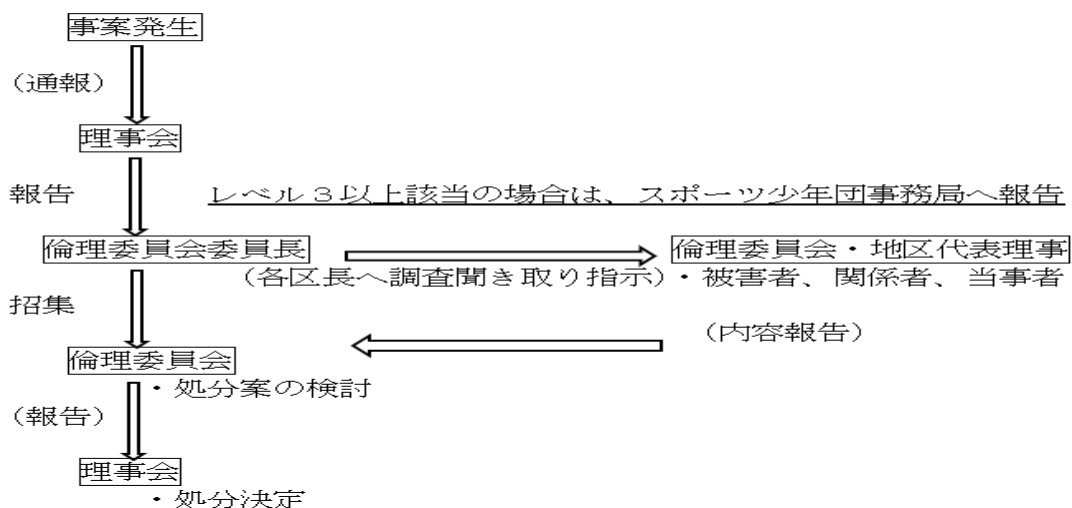 事案発生
（通報）
理事会
報告　レベル３以上該当の場合は、スポーツ少年団事務局へ報告
倫理委員会委員長　倫理委員会・地区代表理事
（各区長へ調査聞き取り指示）・被害者、関係者、当事者
招集
（内容報告）
倫理委員会
・処分案の検討
（報告）
理事会
・処分決定